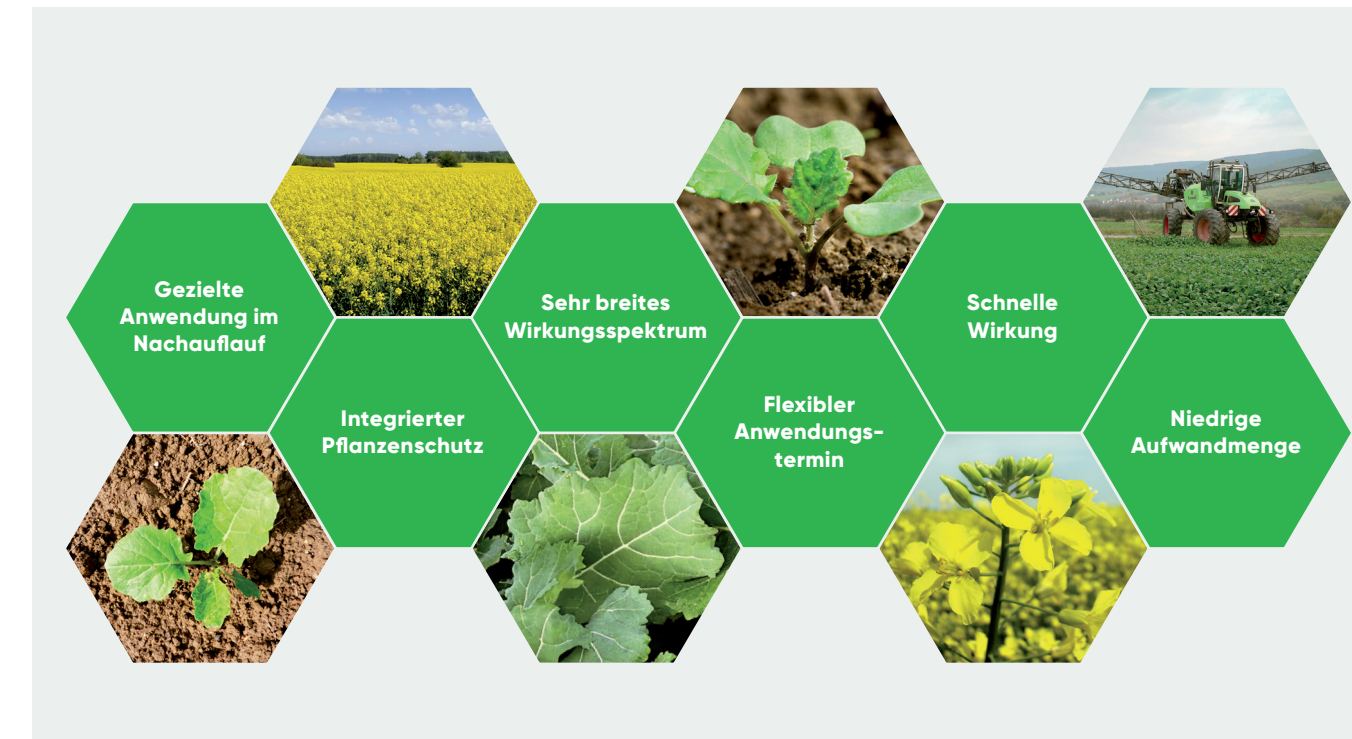 Gezielte
Anwendung im
Nachauflauf
Integrierter
Pflanzenschutz
Sehr breites
Wirkungsspektrum
Flexibler
Anwendungs-
termin
Schnelle
Wirkung
Niedrige
Aufwandmenge